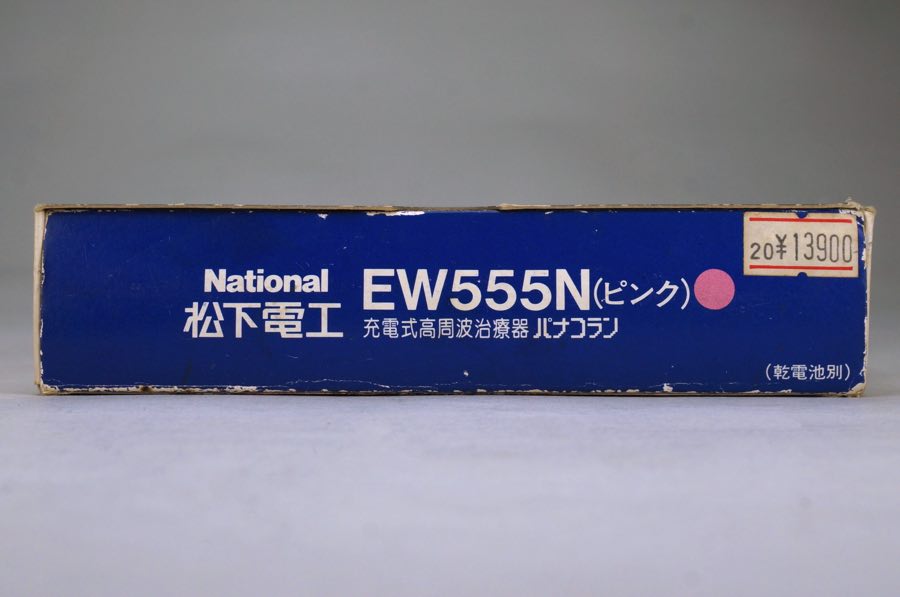 20 ¥13900
National
松下電工
EW555N(ピンク)
充電式高周波治療器 パナコラン
(乾電池別)